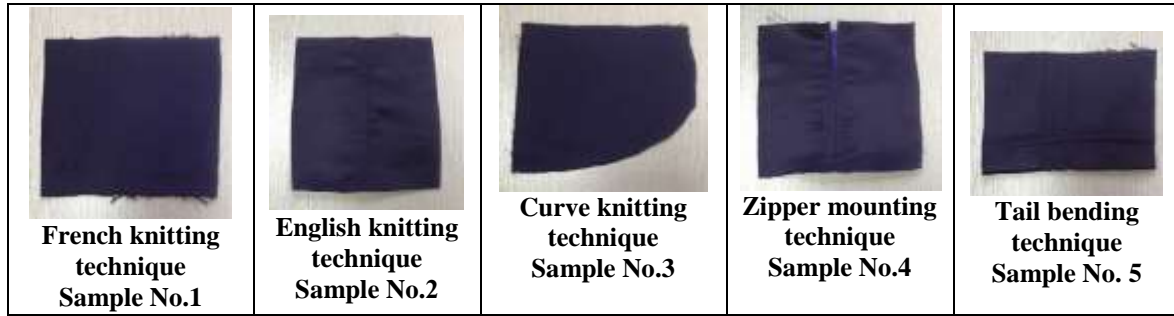 French knitting
technique
Sample No.1
English knitting
technique
Sample No.2
Curve knitting
technique
Sample No.3
Zipper mounting
technique
Sample No.4
Tail bending
technique
Sample No. 5